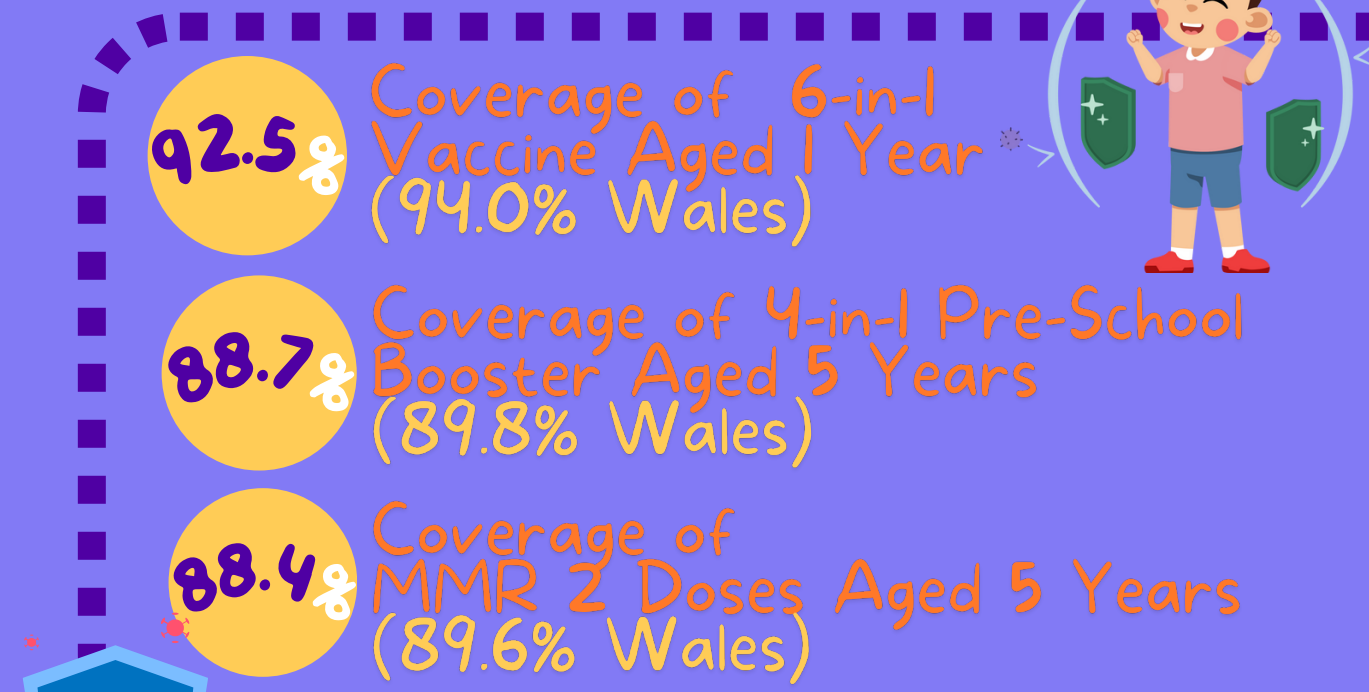 92.5%
Coverage of 6-in-1
Vaccine Aged 1 Year
(94.0% Wales)
88.7%
Coverage of 4-in-1 Pre-School
Booster Aged 5 Years
(89.8% Wales)
88.4%
Coverage of
MMR 2 Doses Aged 5 Years
(89.6% Wales)